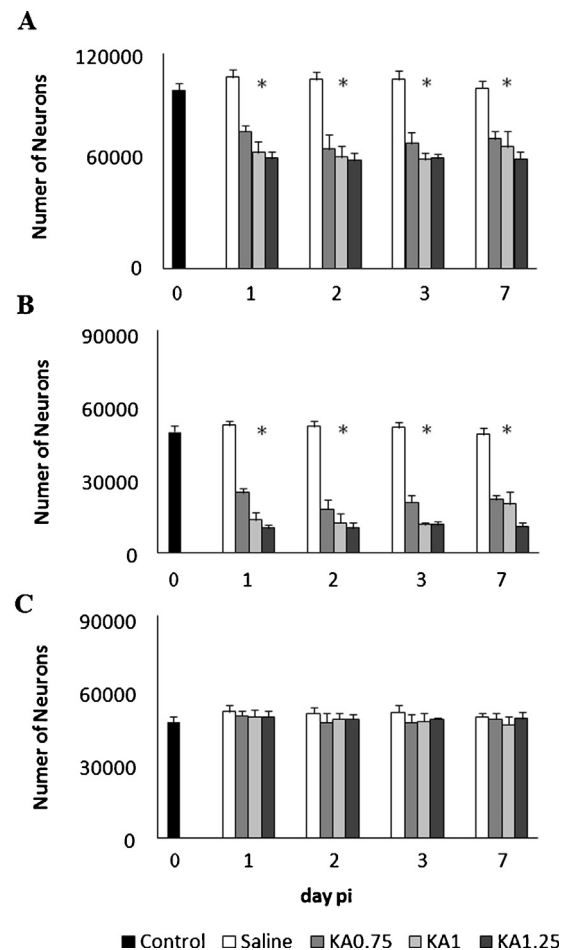 A
120000
60000
0
Numer of Neurons
* * * *
0 1 2 3 7
B
90000
60000
30000
0
Numer of Neurons
* * * *
0 1 2 3 7
C
90000
60000
30000
0
Numer of Neurons
0 1 2 3 7
day pi
Control Saline KA0.75 KA1 KA1.25